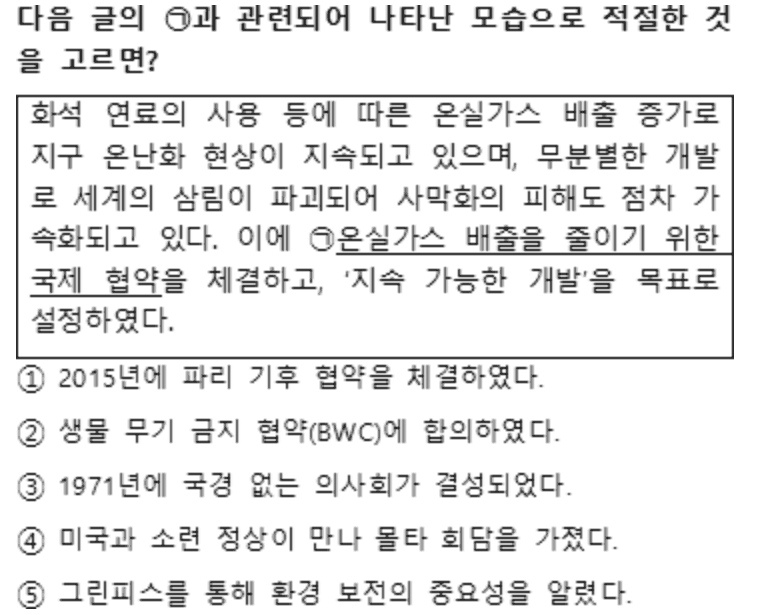 다음 글의 ㉠과 관련되어 나타난 모습으로 적절한 것
을 고르면?
화석 연료의 사용 등에 따른 온실가스 배출 증가로
지구 온난화 현상이 지속되고 있으며, 무분별한 개발
로 세계의 삼림이 파괴되어 사막화의 피해도 점차 가
속화되고 있다. 이에 ㉠온실가스 배출을 줄이기 위한
국제 협약을 체결하고, '지속 가능한 개발'을 목표로
설정하였다.
① 2015년에 파리 기후 협약을 체결하였다.
② 생물 무기 금지 협약(BWC)에 합의하였다.
③ 1971년에 국경 없는 의사회가 결성되었다.
④ 미국과 소련 정상이 만나 몰타 회담을 가졌다.
⑤ 그린피스를 통해 환경 보전의 중요성을 알렸다.